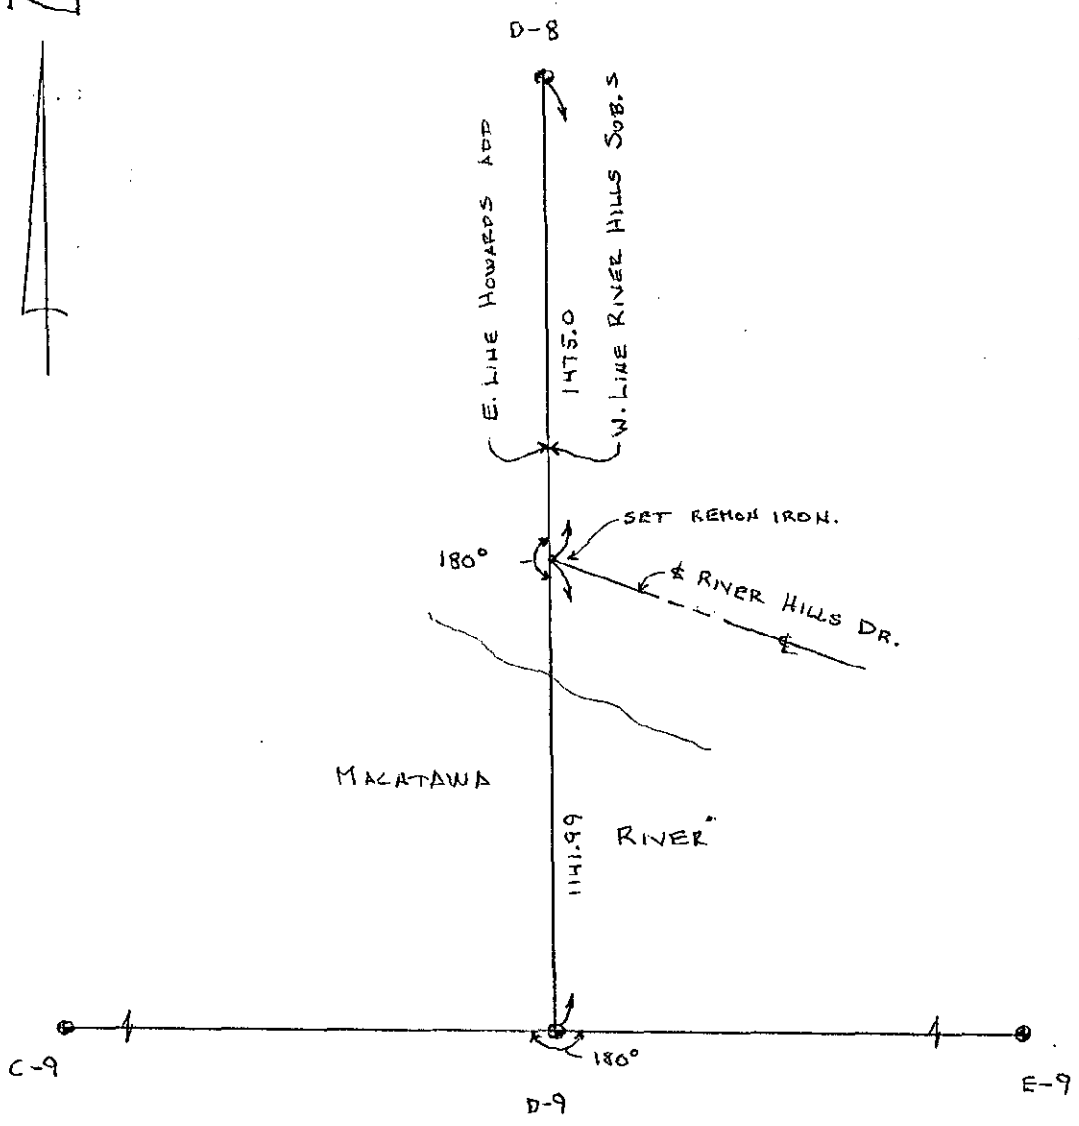 D-8
E. LINE HOWARDS ADD
W. LINE RIVER HILLS SUB.S
1475.0
SET REMON IRON.
180°
℄ RIVER HILLS DR.
℄
MACATAWA
RIVER
1141.99
180°
C-9
D-9
E-9